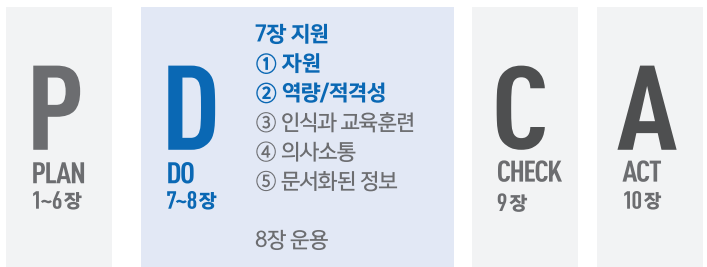 P
PLAN
1~6장
D
DO
7~8장
7장 지원
① 자원
② 역량/적격성
③ 인식과 교육훈련
④ 의사소통
⑤ 문서화된 정보
8장 운용
C
CHECK
9장
A
ACT
10장